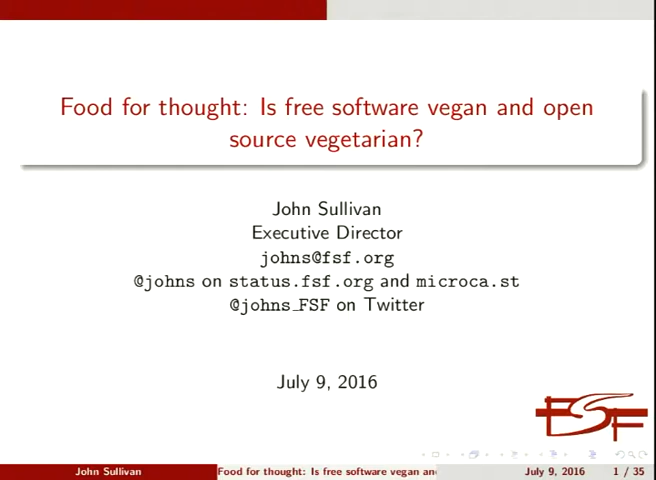 Food for thought: Is free software vegan and open
source vegetarian?
John Sullivan
Executive Director
johns@fsf.org
@johns on status.fsf.org and microca.st
@johns_FSF on Twitter
July 9, 2016
FSF
John Sullivan
Food for thought: Is free software vegan an
July 9, 2016
1 / 35